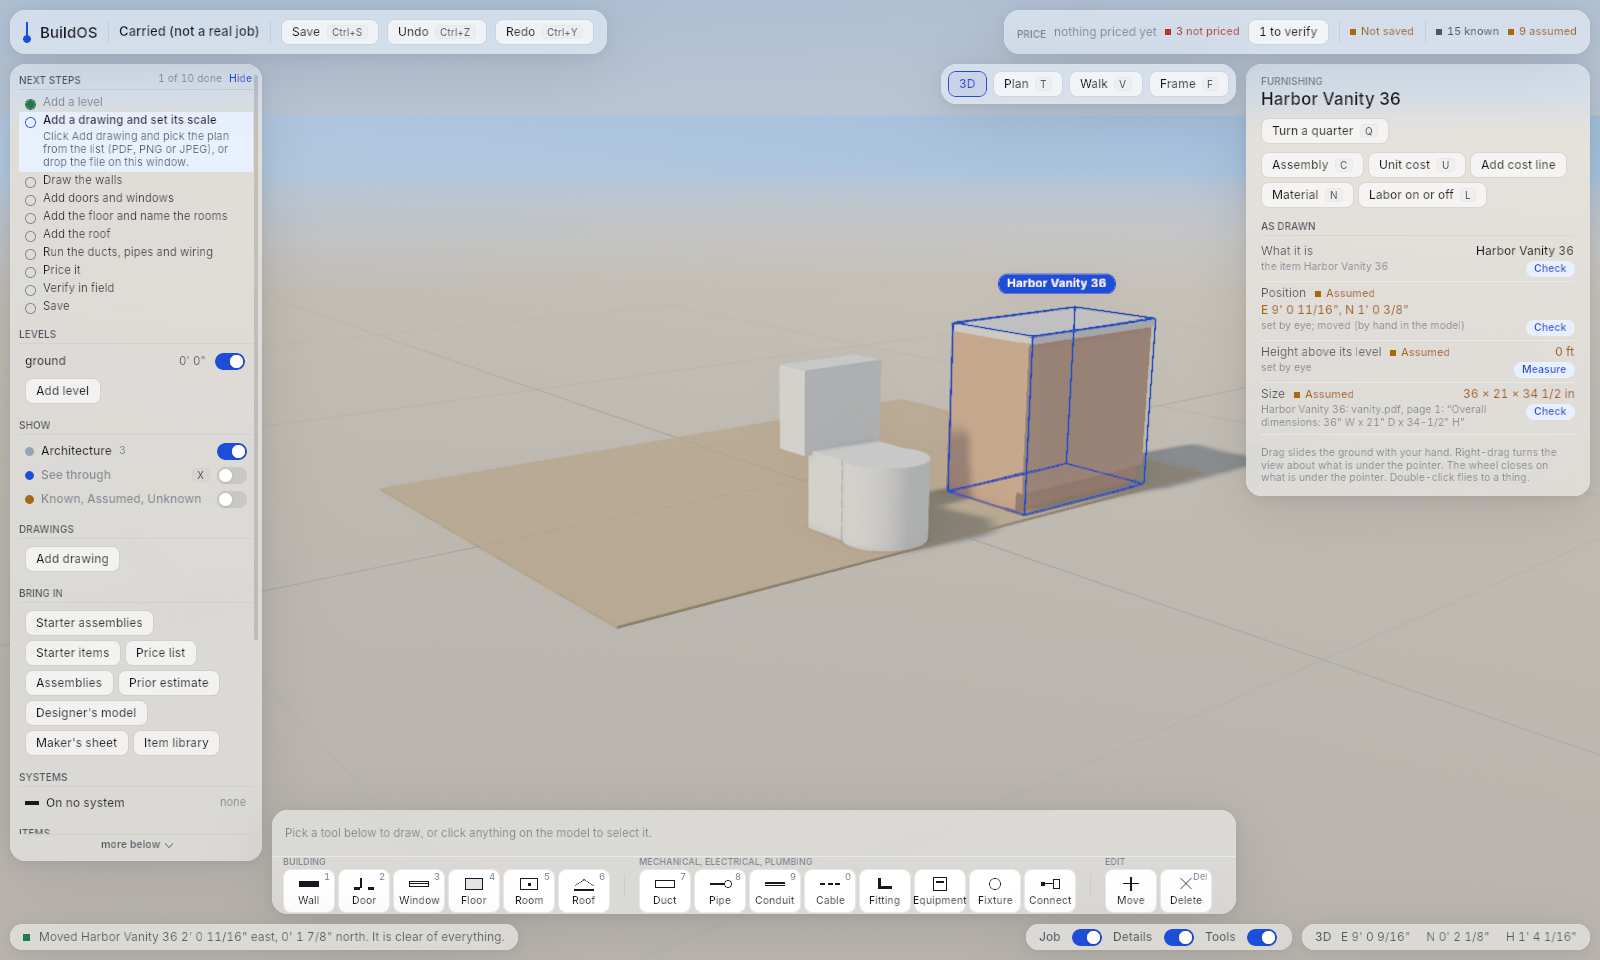 BuildOS
Carried (not a real job)
Save Ctrl+S
Undo Ctrl+Z
Redo Ctrl+Y
PRICE nothing priced yet
3 not priced
1 to verify
Not saved
15 known
9 assumed
NEXT STEPS 1 of 10 done Hide
Add a level
Add a drawing and set its scale
Click Add drawing and pick the plan
from the list (PDF, PNG or JPEG), or
drop the file on this window.
Draw the walls
Add doors and windows
Add the floor and name the rooms
Add the roof
Run the ducts, pipes and wiring
Price it
Verify in field
Save
LEVELS
ground 0' 0"
Add level
SHOW
Architecture 3
See through X
Known, Assumed, Unknown
DRAWINGS
Add drawing
BRING IN
Starter assemblies
Starter items Price list
Assemblies Prior estimate
Designer's model
Maker's sheet Item library
SYSTEMS
On no system none
ITEMS
more below
3D
Plan T
Walk V
Frame F
Harbor Vanity 36
FURNISHING
Harbor Vanity 36
Turn a quarter Q
Assembly C Unit cost U Add cost line
Material N Labor on or off L
AS DRAWN
What it is Harbor Vanity 36
the item Harbor Vanity 36 Check
Position Assumed
E 9' 0 11/16", N 1' 0 3/8"
set by eye; moved (by hand in the model) Check
Height above its level Assumed 0 ft
set by eye Measure
Size Assumed 36 × 21 × 34 1/2 in
Harbor Vanity 36: vanity.pdf, page 1: "Overall Check
dimensions: 36" W x 21" D x 34-1/2" H"
Drag slides the ground with your hand. Right-drag turns the
view about what is under the pointer. The wheel closes on
what is under the pointer. Double-click flies to a thing.
Pick a tool below to draw, or click anything on the model to select it.
BUILDING
1 Wall
2 Door
3 Window
4 Floor
5 Room
6 Roof
MECHANICAL, ELECTRICAL, PLUMBING
7 Duct
8 Pipe
9 Conduit
0 Cable
Fitting
Equipment
Fixture
Connect
EDIT
Move
Del Delete
Moved Harbor Vanity 36 2' 0 11/16" east, 0' 1 7/8" north. It is clear of everything.
Job Details Tools
3D E 9' 0 9/16" N 0' 2 1/8" H 1' 4 1/16"